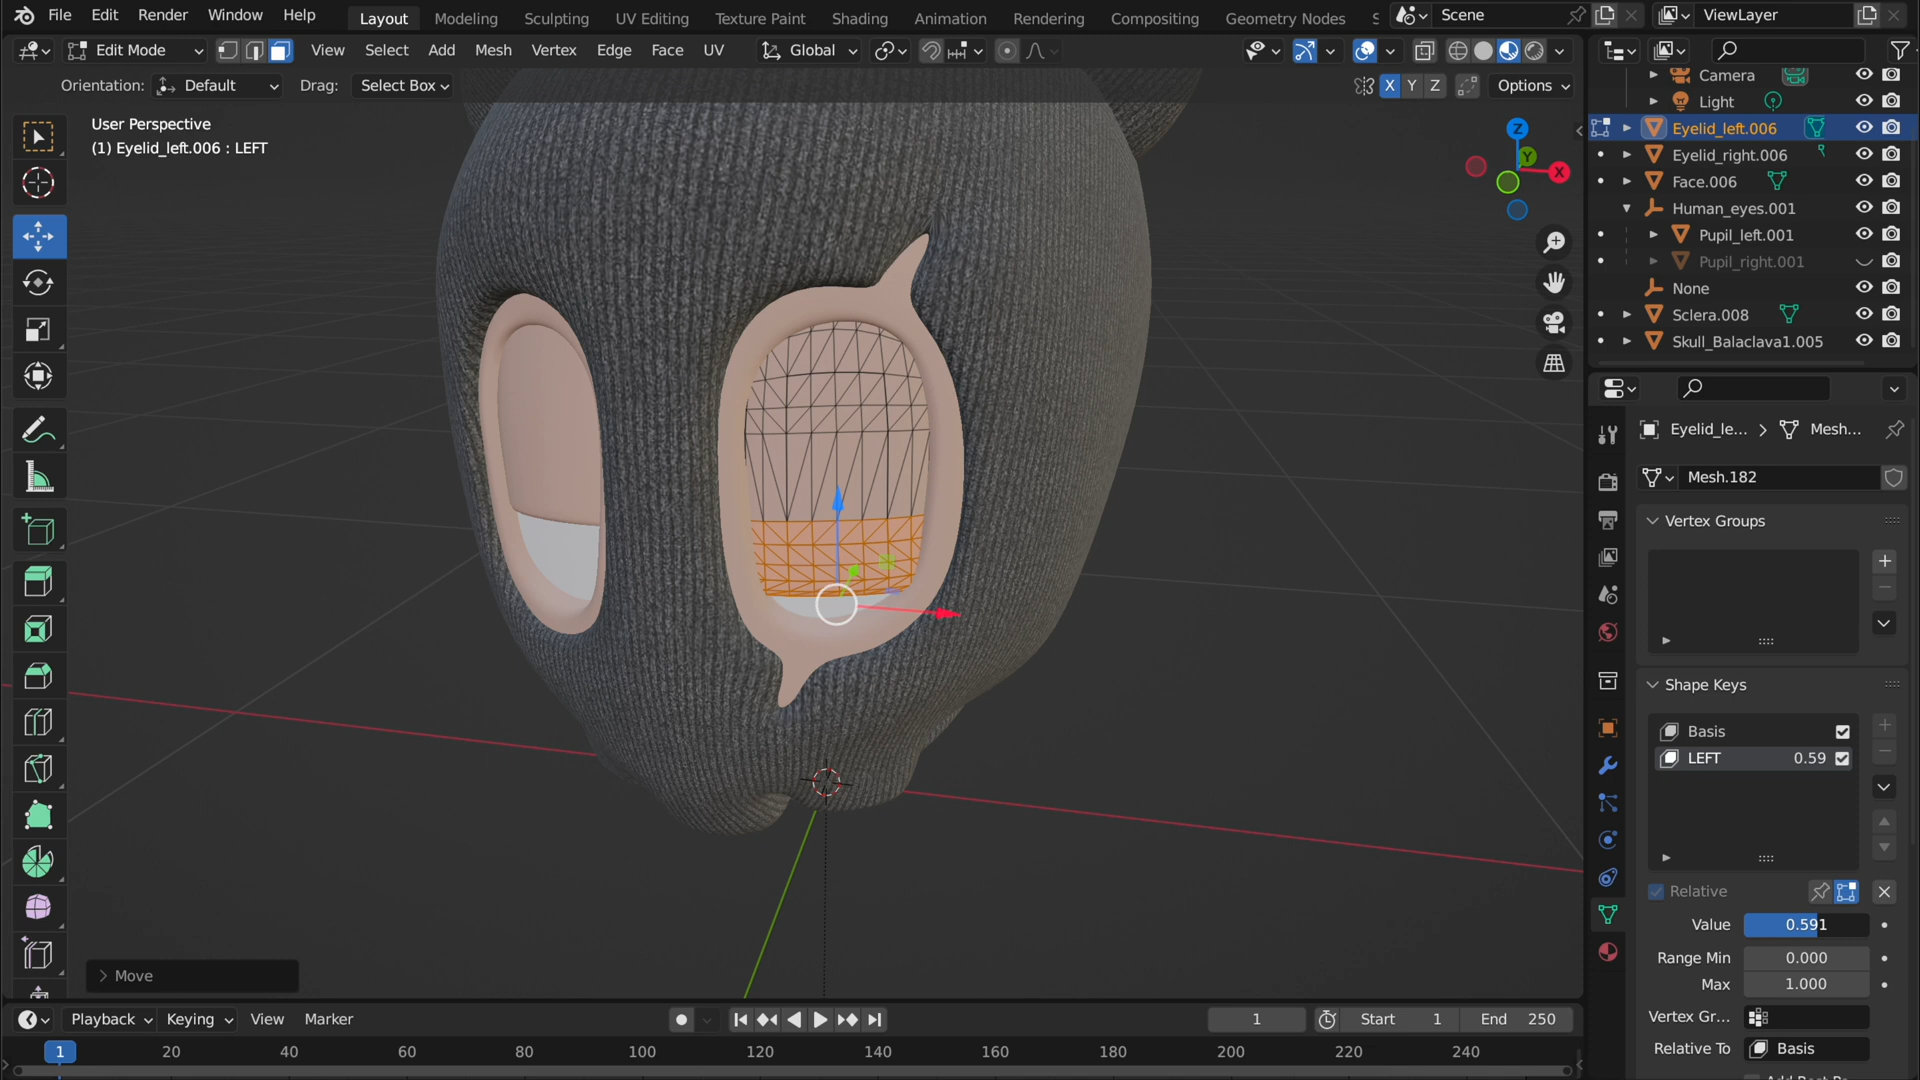 File Edit Render Window Help Layout Modeling Sculpting UV Editing Texture Paint Shading Animation Rendering Compositing Geometry Nodes S Scene ViewLayer
Edit Mode View Select Add Mesh Vertex Edge Face UV Global
Orientation: Default Drag: Select Box X Y Z Options
User Perspective
(1) Eyelid_left.006 : LEFT
Z
Y
X
Camera
Light
Eyelid_left.006
Eyelid_right.006
Face.006
Human_eyes.001
Pupil_left.001
Pupil_right.001
None
Sclera.008
Skull_Balaclava1.005
Eyelid_le... > Mesh...
Mesh.182
Vertex Groups
Shape Keys
Basis
LEFT 0.59
Relative
Value 0.591
Range Min 0.000
Max 1.000
Vertex Gr...
Relative To Basis
Move
Playback Keying View Marker 1 Start 1 End 250
1 20 40 60 80 100 120 140 160 180 200 220 240